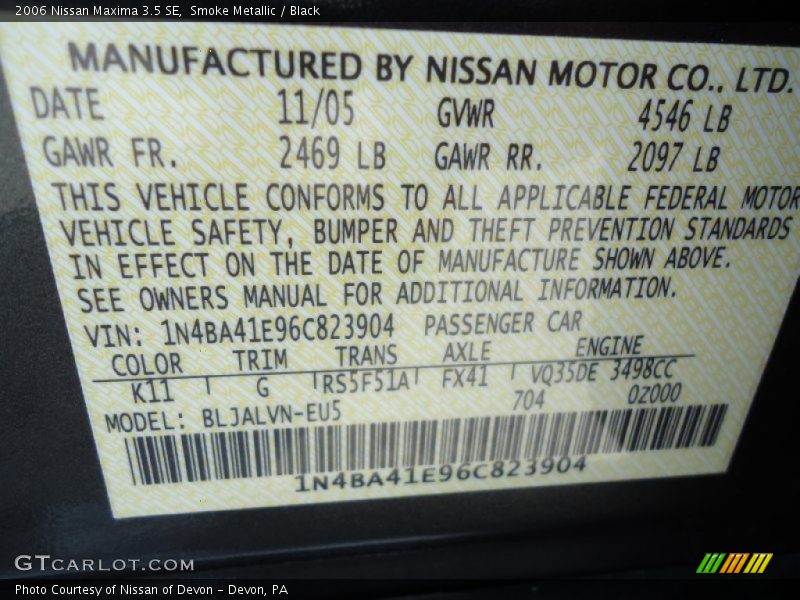 2006 Nissan Maxima 3.5 SE, Smoke Metallic / Black
MANUFACTURED BY NISSAN MOTOR CO., LTD.
DATE 11/05 GVWR 4546 LB
GAWR FR. 2469 LB GAWR RR. 2097 LB
THIS VEHICLE CONFORMS TO ALL APPLICABLE FEDERAL MOTOR
VEHICLE SAFETY, BUMPER AND THEFT PREVENTION STANDARDS
IN EFFECT ON THE DATE OF MANUFACTURE SHOWN ABOVE.
SEE OWNERS MANUAL FOR ADDITIONAL INFORMATION.
VIN: 1N4BA41E96C823904 PASSENGER CAR
COLOR TRIM TRANS AXLE ENGINE
K11 G RS5F51A FX41 VQ35DE 3498CC
MODEL: BLJALVN-EU5 704 OZ000
1N4BA41E96C823904
GTCARLOT.COM
Photo Courtesy of Nissan of Devon - Devon, PA